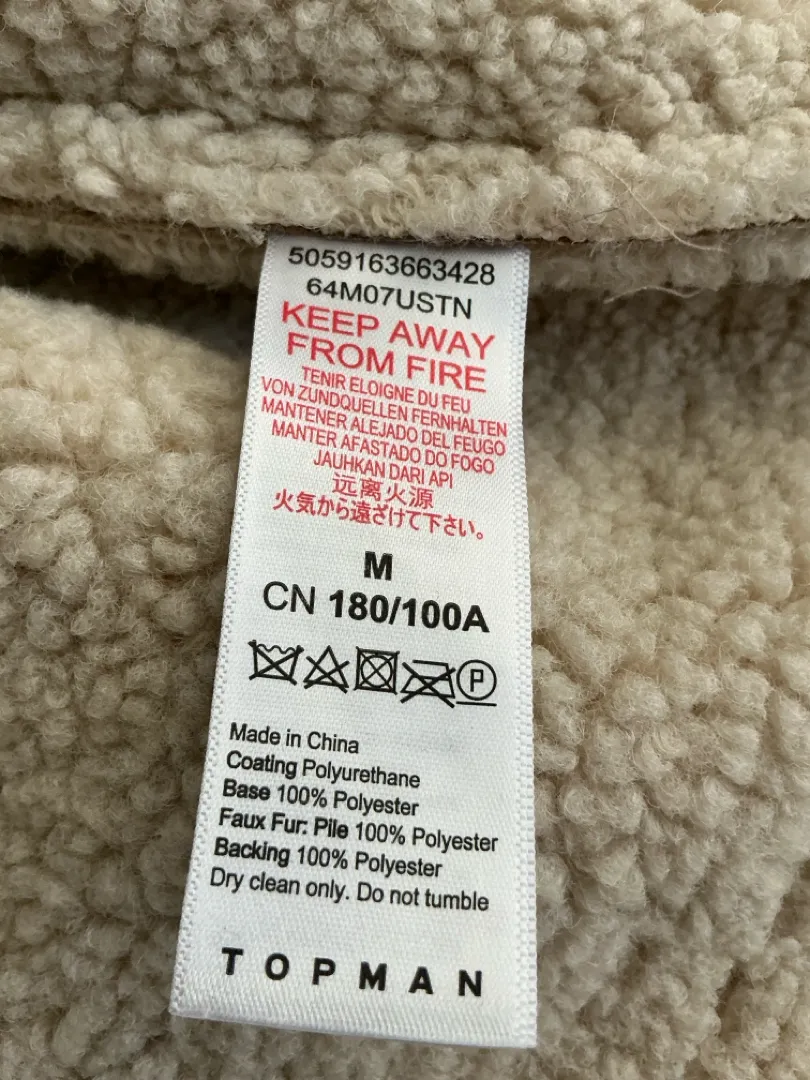 5059163663428
64M07USTN
KEEP AWAY
FROM FIRE
TENIR ELOIGNE DU FEU
VON ZUNDQUELLEN FERNHALTEN
MANTENER ALEJADO DEL FEUGO
MANTER AFASTADO DO FOGO
JAUHKAN DARI API
远离火源
火気から遠ざけて下さい。
M
CN 180/100A
P
Made in China
Coating Polyurethane
Base 100% Polyester
Faux Fur: Pile 100% Polyester
Backing 100% Polyester
Dry clean only. Do not tumble
TOPMAN